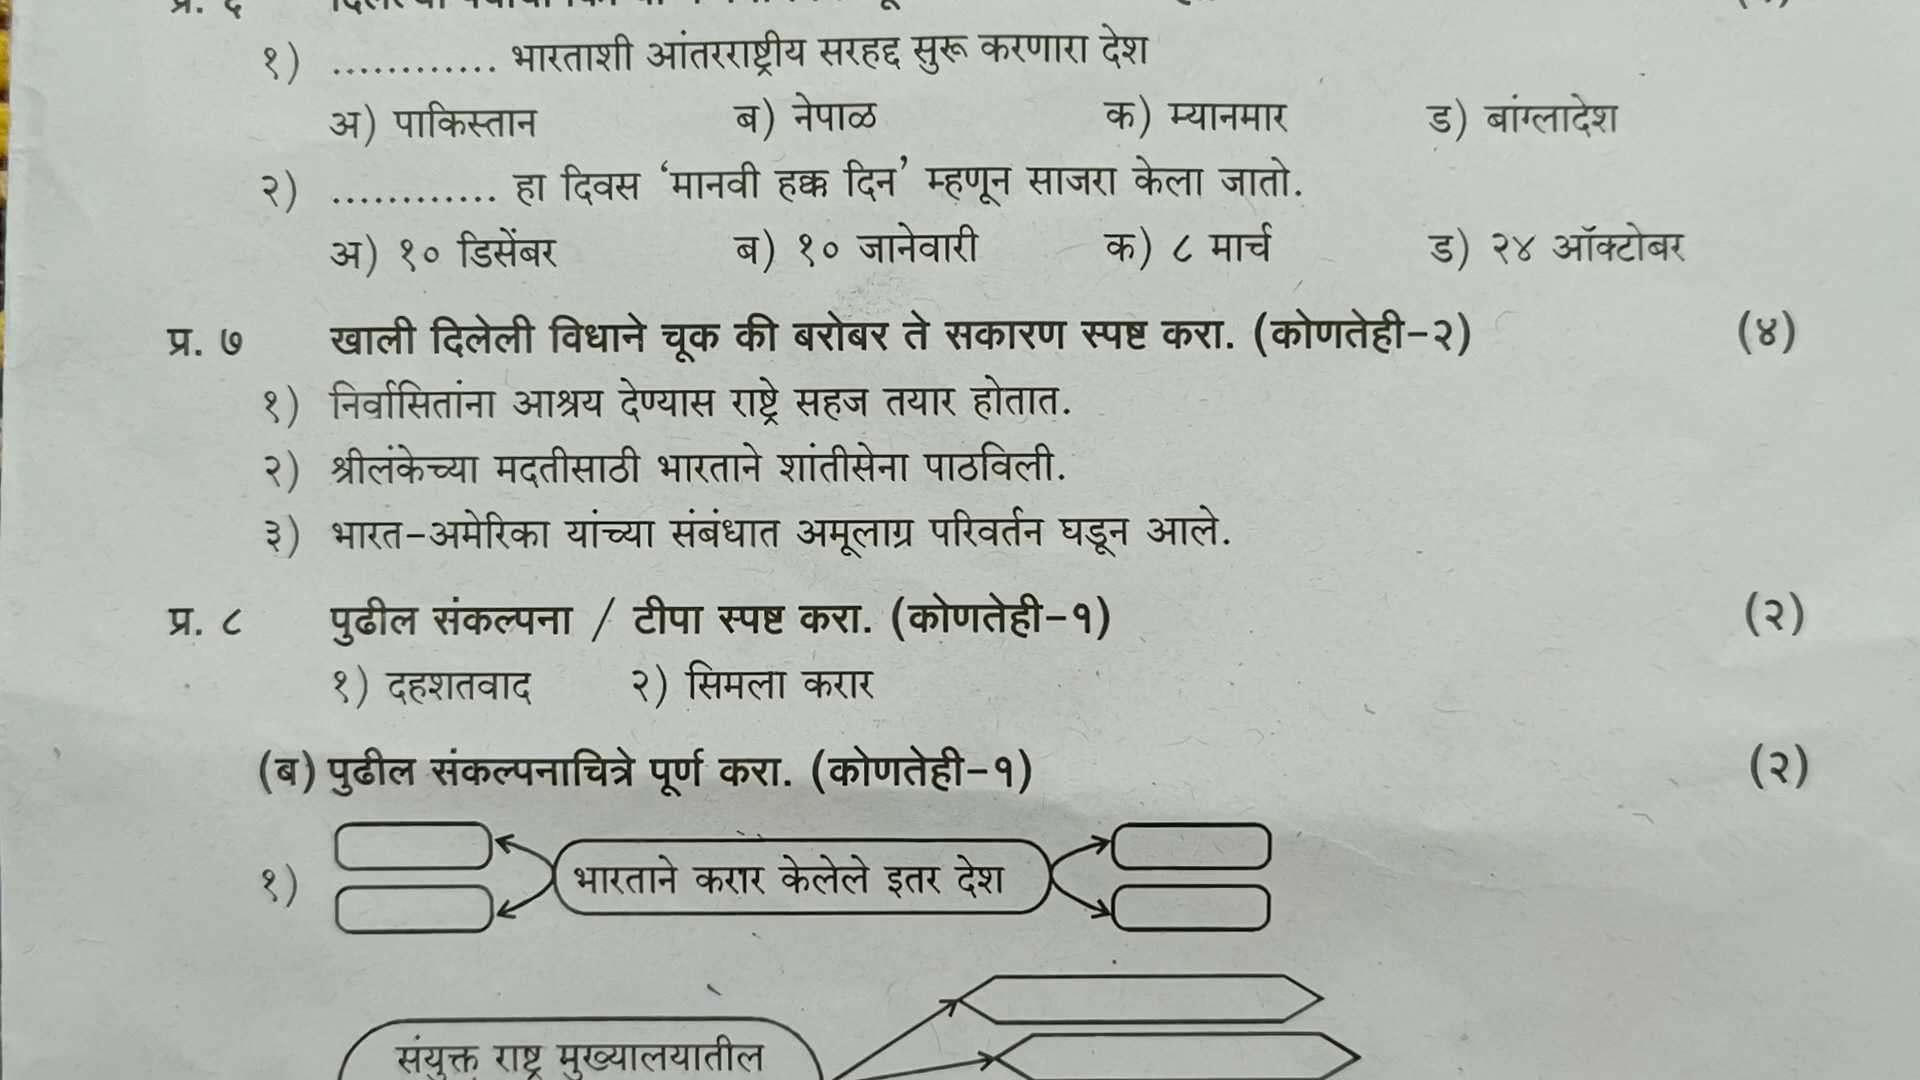 प्र. ६
१) ............ भारताशी आंतरराष्ट्रीय सरहद्द सुरू करणारा देश
अ) पाकिस्तान ब) नेपाळ क) म्यानमार ड) बांग्लादेश
२) ............ हा दिवस ‘मानवी हक्क दिन’ म्हणून साजरा केला जातो.
अ) १० डिसेंबर ब) १० जानेवारी क) ८ मार्च ड) २४ ऑक्टोबर
प्र. ७ खाली दिलेली विधाने चूक की बरोबर ते सकारण स्पष्ट करा. (कोणतेही-२) (४)
१) निर्वासितांना आश्रय देण्यास राष्ट्रे सहज तयार होतात.
२) श्रीलंकेच्या मदतीसाठी भारताने शांतीसेना पाठविली.
३) भारत-अमेरिका यांच्या संबंधात अमूलाग्र परिवर्तन घडून आले.
प्र. ८ पुढील संकल्पना / टीपा स्पष्ट करा. (कोणतेही-१) (२)
१) दहशतवाद २) सिमला करार
(ब) पुढील संकल्पनाचित्रे पूर्ण करा. (कोणतेही-१) (२)
१) भारताने करार केलेले इतर देश
संयुक्त राष्ट्र मुख्यालयातील